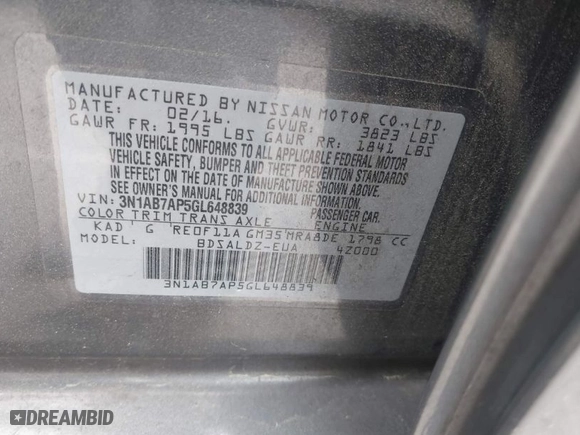 MANUFACTURED BY NISSAN MOTOR CO.,LTD.
DATE: 02/16. GVWR: 3823 LBS
GAWR FR: 1995 LBS GAWR RR: 1841 LBS
THIS VEHICLE CONFORMS TO ALL APPLICABLE FEDERAL MOTOR
VEHICLE SAFETY, BUMPER AND THEFT PREVENTION STANDARDS
IN EFFECT ON THE DATE OF MANUFACTURE SHOWN ABOVE.
SEE OWNER'S MANUAL FOR ADDITIONAL INFORMATION
VIN: 3N1AB7AP5GL648839 PASSENGER CAR.
COLOR TRIM TRANS AXLE ENGINE
KAD G RE0F11A GM35 MRA8DE 1798 CC
MODEL: BDSALDZ-EUA 42000
3N1AB7AP5GL648839
DREAMBID